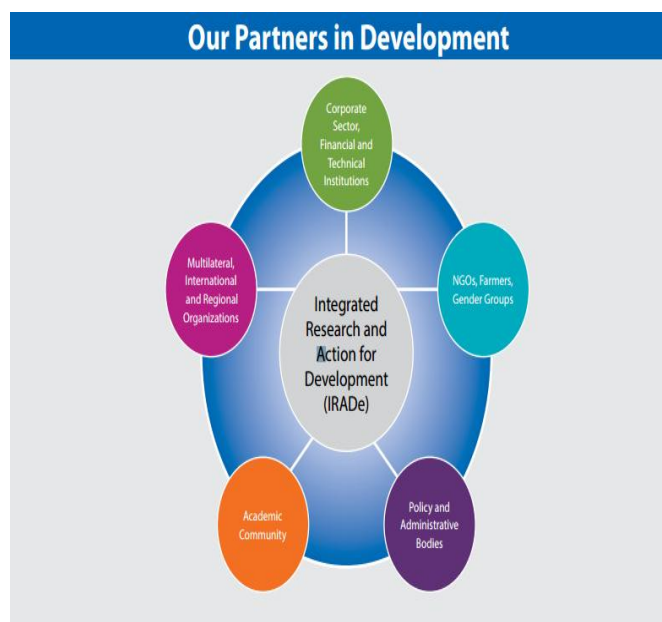 Our Partners in Development
Corporate
Sector,
Financial and
Technical
Institutions
Multilateral,
International
and Regional
Organizations
NGOs, Farmers,
Gender Groups
Integrated
Research and
Action for
Development
(IRADe)
Academic
Community
Policy and
Administrative
Bodies